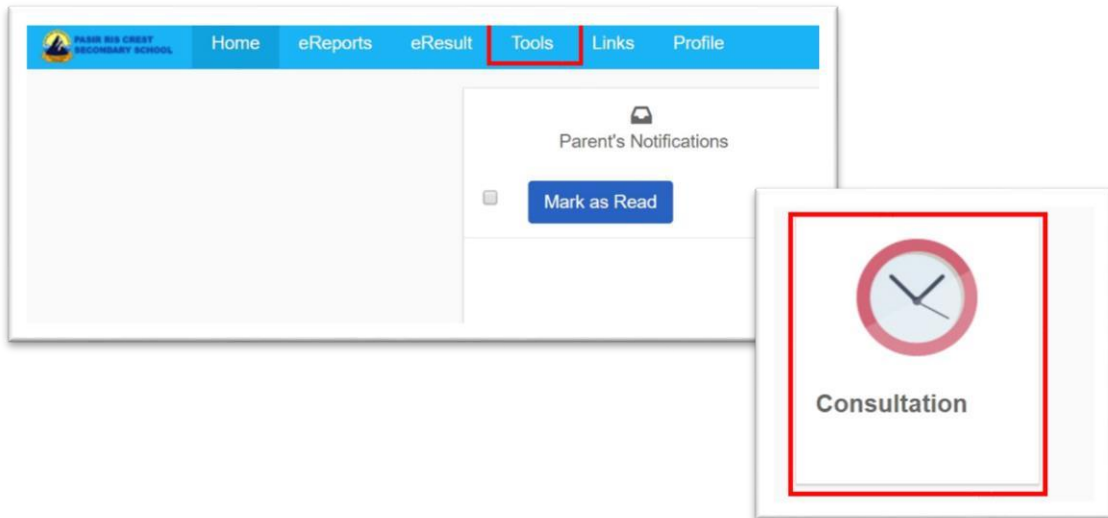 PASIR RIS CREST
SECONDARY SCHOOL
Home eReports eResult Tools Links Profile
Parent's Notifications
Mark as Read
Consultation